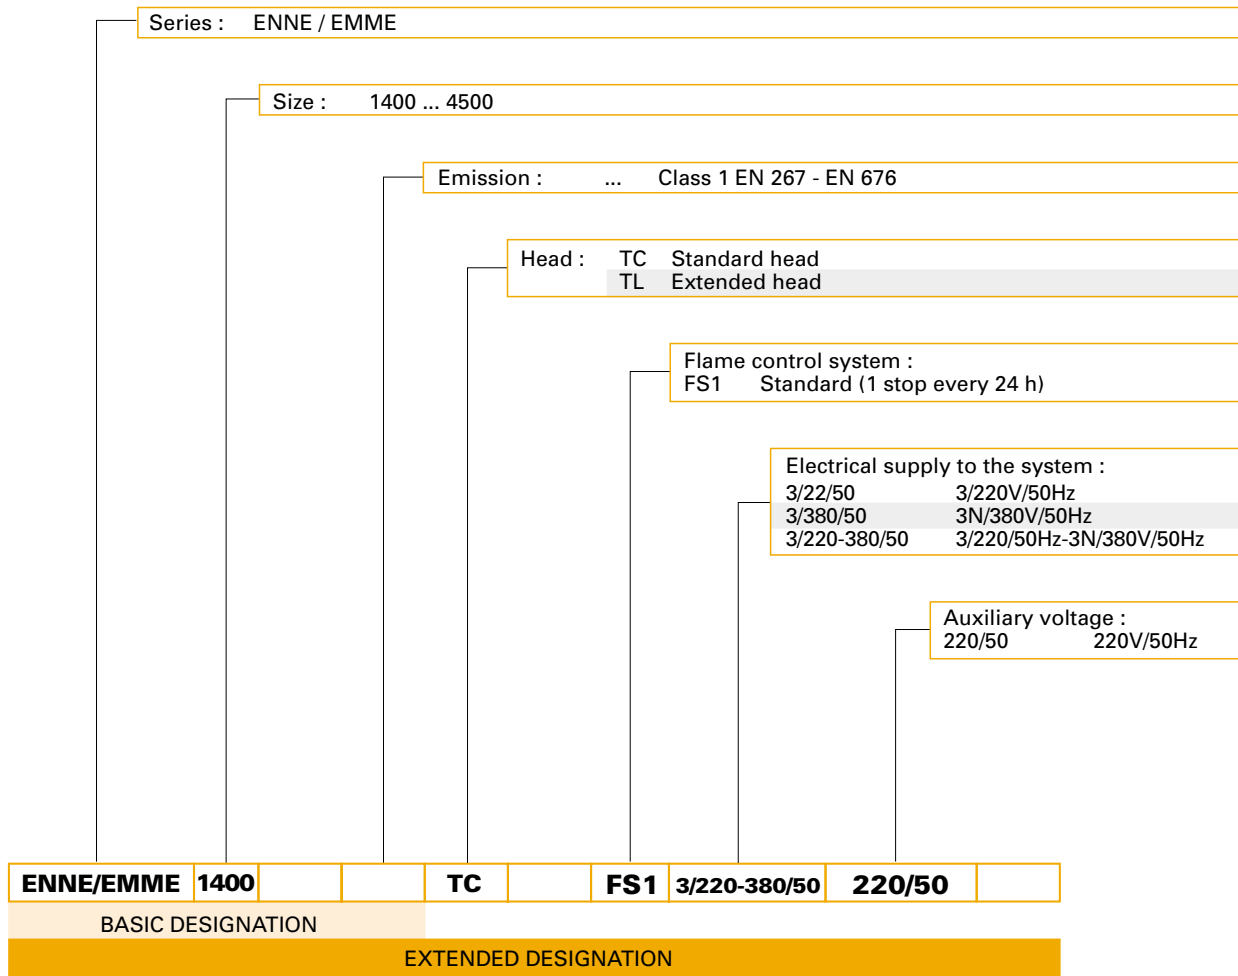 Series : ENNE / EMME
Size : 1400 ... 4500
Emission : ... Class 1 EN 267 - EN 676
Head : TC Standard head
TL Extended head
Flame control system :
FS1 Standard (1 stop every 24 h)
Electrical supply to the system :
3/22/50 3/220V/50Hz
3/380/50 3N/380V/50Hz
3/220-380/50 3/220/50Hz-3N/380V/50Hz
Auxiliary voltage :
220/50 220V/50Hz
ENNE/EMME 1400 TC FS1 3/220-380/50 220/50
BASIC DESIGNATION
EXTENDED DESIGNATION